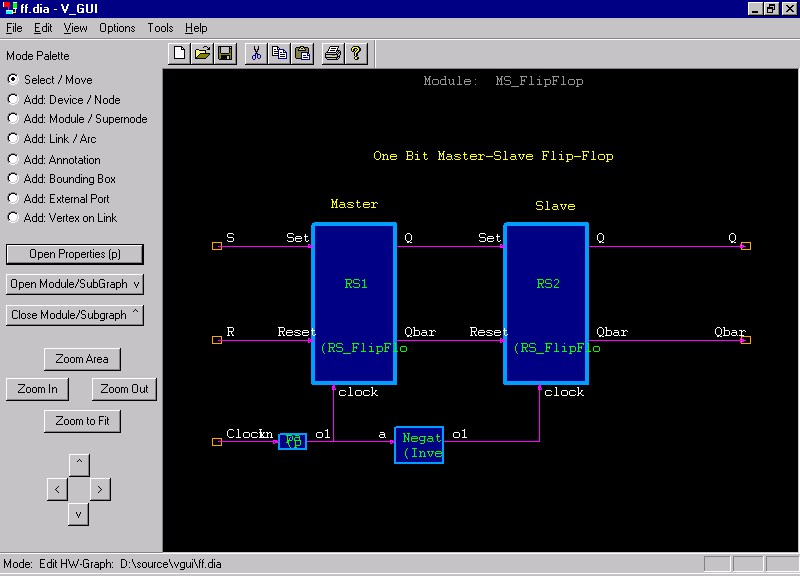 ff.dia - V_GUI
File Edit View Options Tools Help
Mode Palette
Select / Move
Add: Device / Node
Add: Module / Supernode
Add: Link / Arc
Add: Annotation
Add: Bounding Box
Add: External Port
Add: Vertex on Link
Open Properties (p)
Open Module/SubGraph v
Close Module/Subgraph ^
Zoom Area
Zoom In Zoom Out
Zoom to Fit
^
< >
v
Module: MS_FlipFlop
One Bit Master-Slave Flip-Flop
Master Slave
S Set Q Set Q Q
RS1 RS2
R Reset Qbar Reset Qbar Qbar
(RS_FlipFlo (RS_FlipFlo
clock clock
Clock in o1 a o1
pa Negat
(p (Inve
Mode: Edit HW-Graph: D:\source\vgui\ff.dia